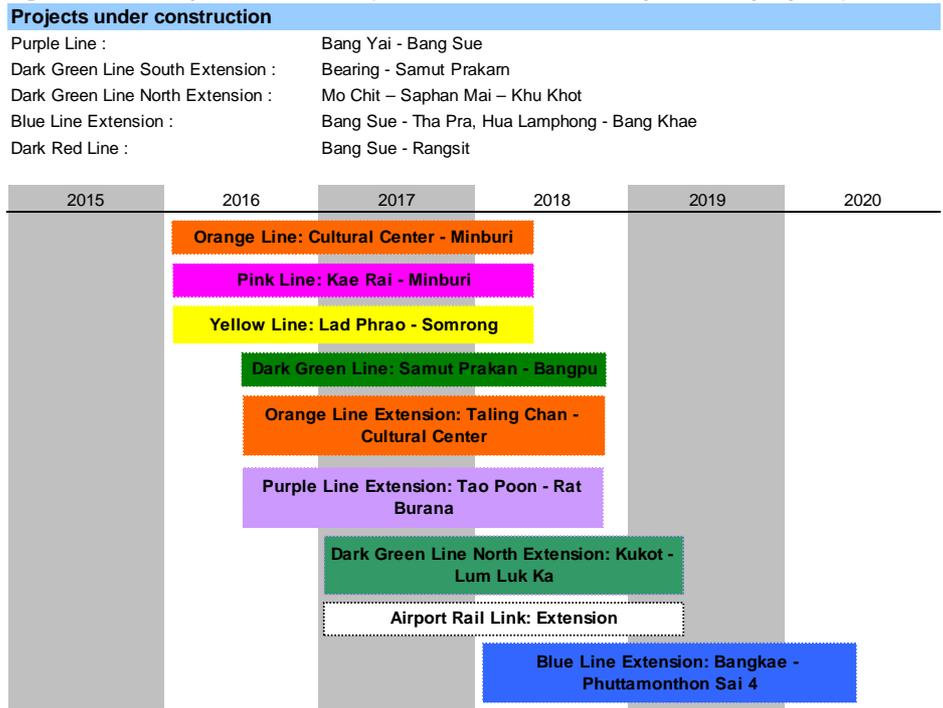 Projects under construction
Purple Line : Bang Yai - Bang Sue
Dark Green Line South Extension : Bearing - Samut Prakarn
Dark Green Line North Extension : Mo Chit – Saphan Mai – Khu Khot
Blue Line Extension : Bang Sue - Tha Pra, Hua Lamphong - Bang Khae
Dark Red Line : Bang Sue - Rangsit
2015 2016 2017 2018 2019 2020
Orange Line: Cultural Center - Minburi
Pink Line: Kae Rai - Minburi
Yellow Line: Lad Phrao - Somrong
Dark Green Line: Samut Prakan - Bangpu
Orange Line Extension: Taling Chan -
Cultural Center
Purple Line Extension: Tao Poon - Rat
Burana
Dark Green Line North Extension: Kukot -
Lum Luk Ka
Airport Rail Link: Extension
Blue Line Extension: Bangkae -
Phuttamonthon Sai 4